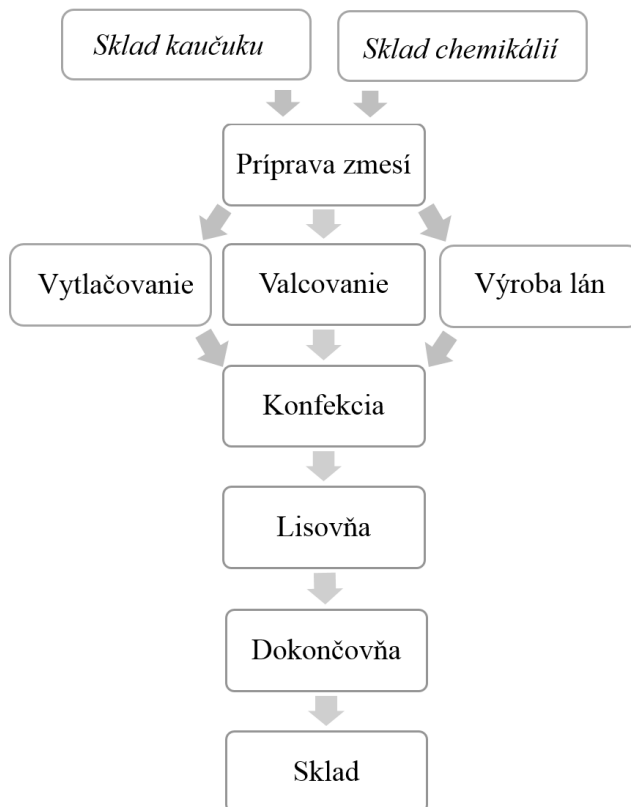 Sklad kaučuku
Sklad chemikálií
Príprava zmesí
Vytlačovanie
Valcovanie
Výroba lán
Konfekcia
Lisovňa
Dokončovňa
Sklad